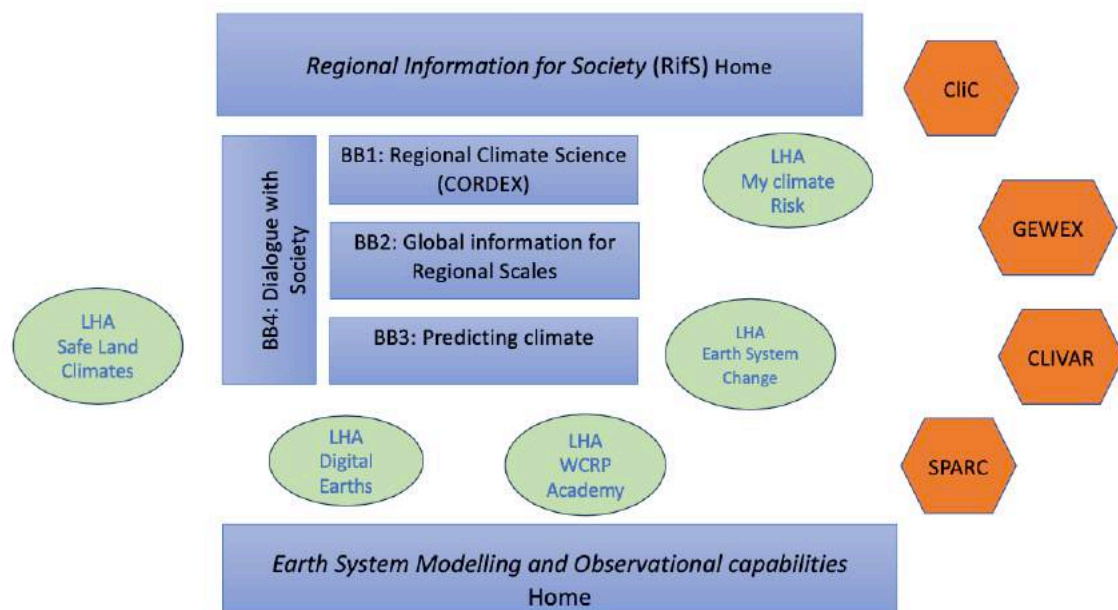 Regional Information for Society (RifS) Home
CliC
BB4: Dialogue with
Society
BB1: Regional Climate Science
(CORDEX)
LHA
My climate
Risk
BB2: Global information for
Regional Scales
GEWEX
BB3: Predicting climate
LHA
Safe Land
Climates
LHA
Earth System
Change
CLIVAR
LHA
Digital
Earths
LHA
WCRP
Academy
SPARC
Earth System Modelling and Observational capabilities
Home